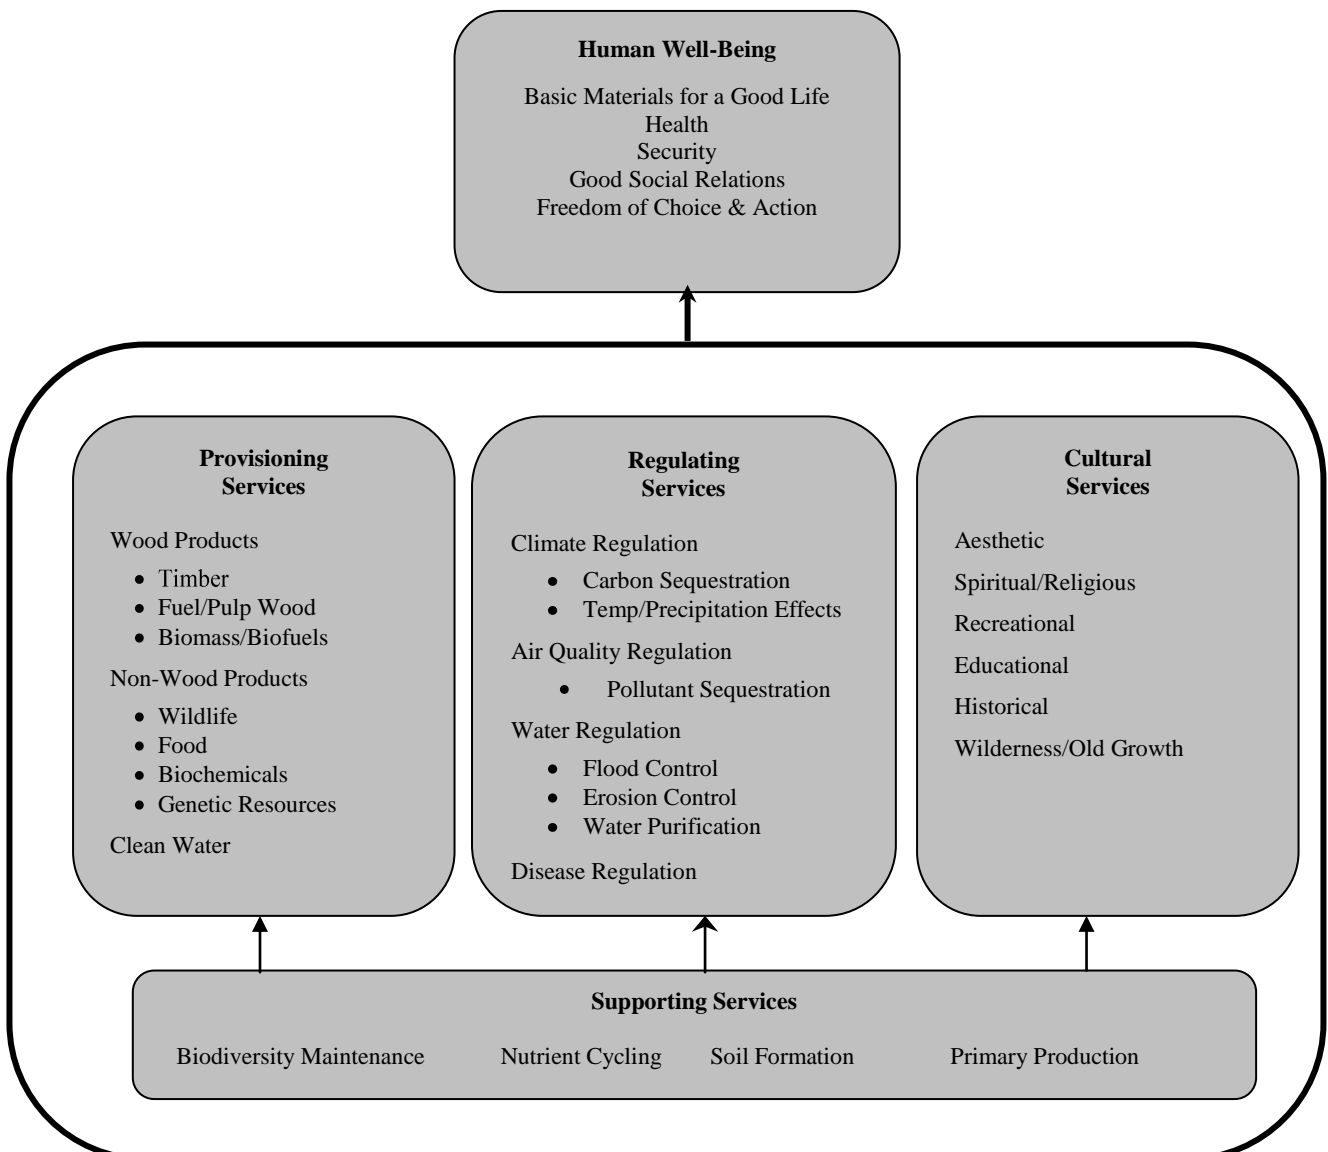 Human Well-Being
Basic Materials for a Good Life
Health
Security
Good Social Relations
Freedom of Choice & Action
Provisioning
Services
Wood Products
• Timber
• Fuel/Pulp Wood
• Biomass/Biofuels
Non-Wood Products
• Wildlife
• Food
• Biochemicals
• Genetic Resources
Clean Water
Regulating
Services
Climate Regulation
• Carbon Sequestration
• Temp/Precipitation Effects
Air Quality Regulation
• Pollutant Sequestration
Water Regulation
• Flood Control
• Erosion Control
• Water Purification
Disease Regulation
Cultural
Services
Aesthetic
Spiritual/Religious
Recreational
Educational
Historical
Wilderness/Old Growth
Supporting Services
Biodiversity Maintenance Nutrient Cycling Soil Formation Primary Production